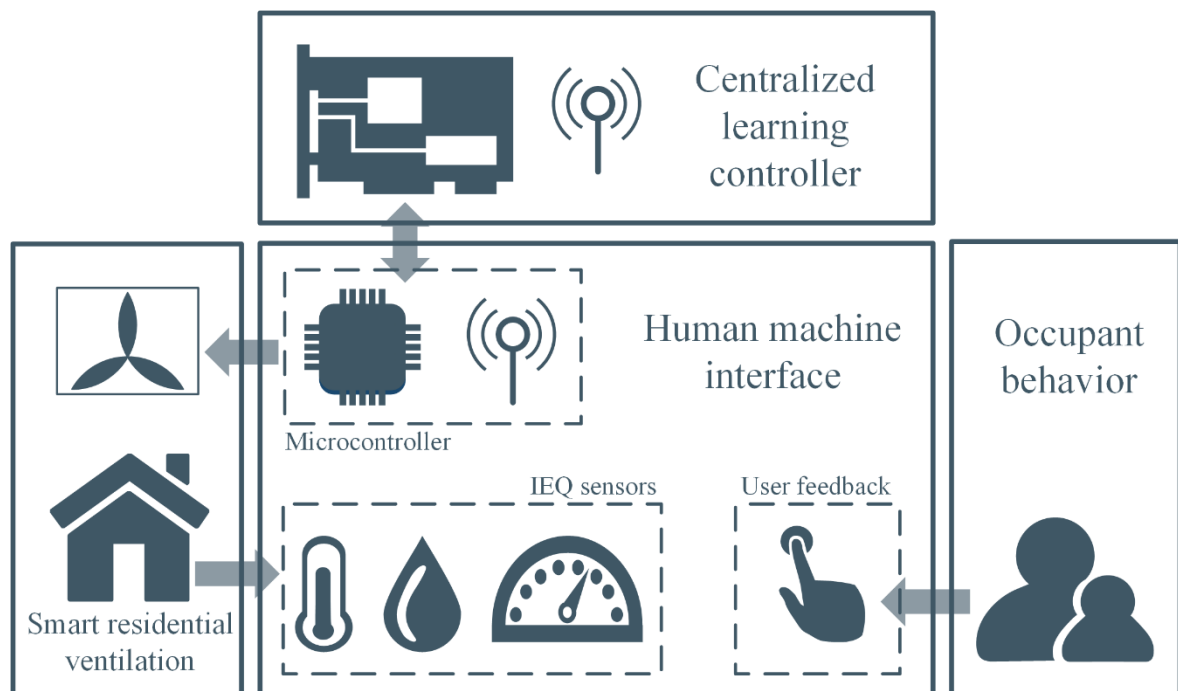 Centralized
learning
controller
Human machine
interface
Occupant
behavior
Microcontroller
IEQ sensors
User feedback
Smart residential
ventilation